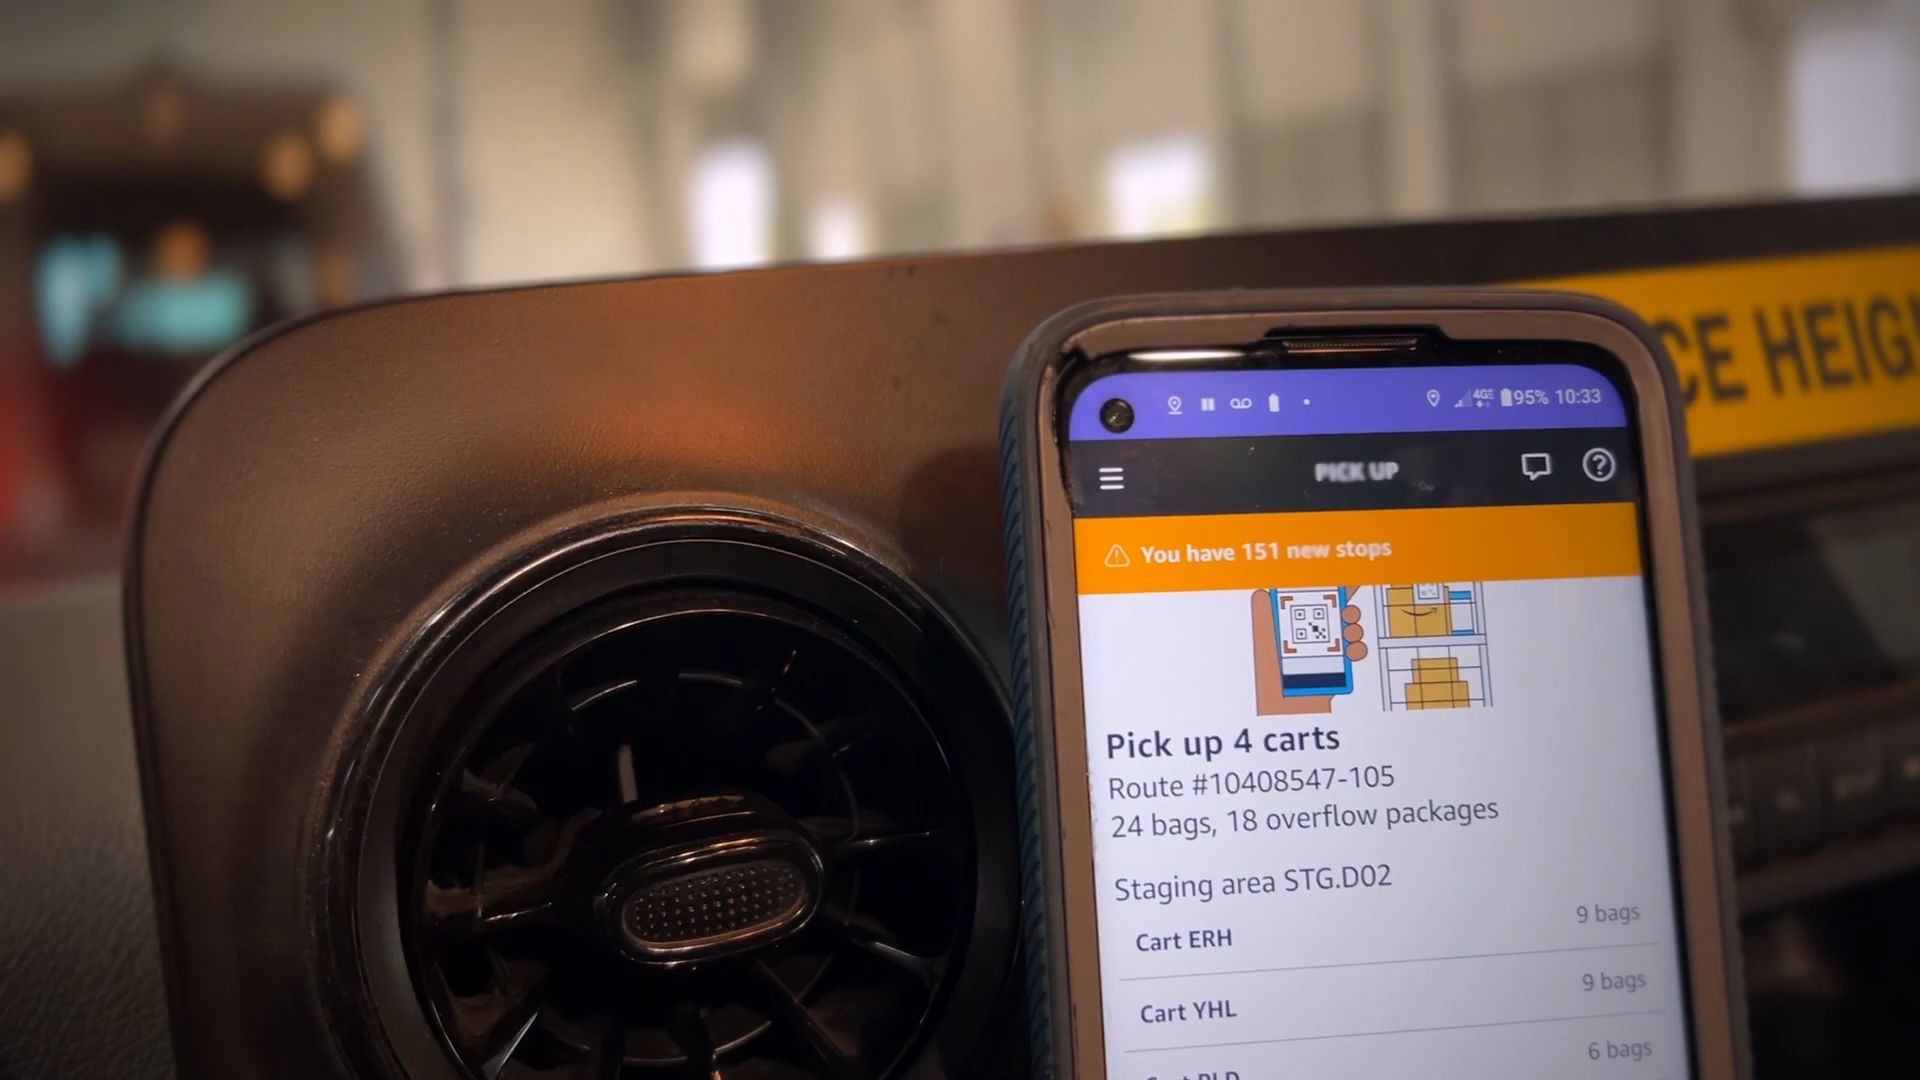 CE HEIG
95% 10:33
PICK UP
You have 151 new stops
Pick up 4 carts
Route #10408547-105
24 bags, 18 overflow packages
Staging area STG.D02
Cart ERH 9 bags
Cart YHL 9 bags
6 bags